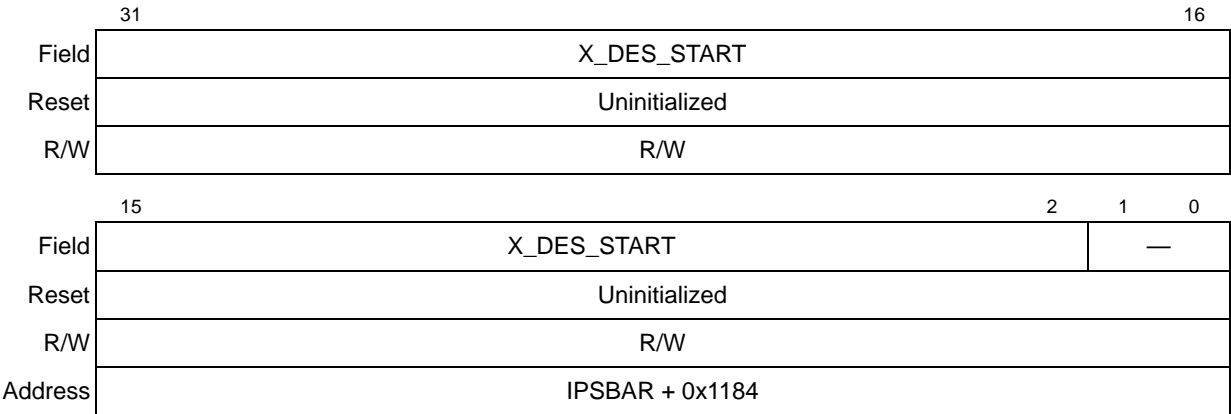 31 16
Field X_DES_START
Reset Uninitialized
R/W R/W
15 2 1 0
Field X_DES_START —
Reset Uninitialized
R/W R/W
Address IPSBAR + 0x1184